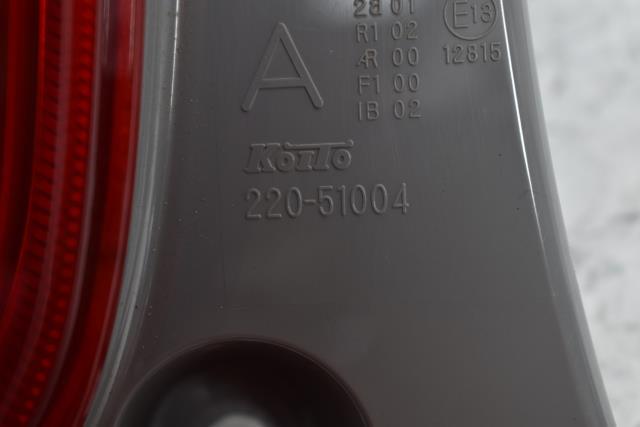 2a 01
R1 02
AR 00
F1 00
IB 02
E13
12815
A
KOITO
220-51004